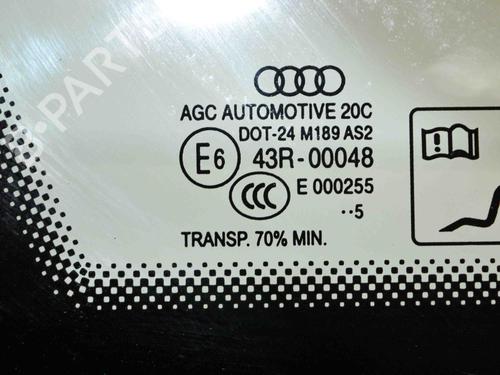 AGC AUTOMOTIVE 20C
DOT-24 M189 AS2
E6 43R-00048
CCC E 000255
··5
TRANSP. 70% MIN.